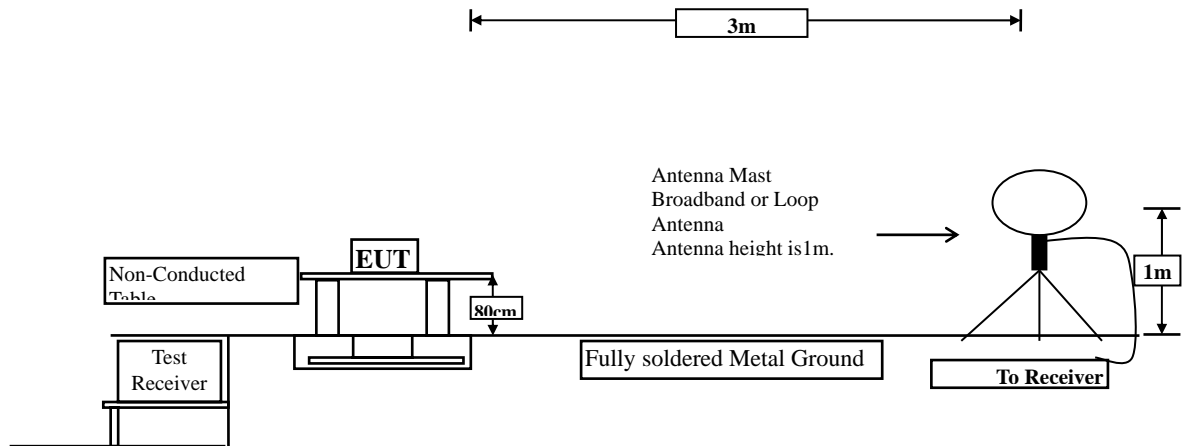 3m
Antenna Mast
Broadband or Loop
Antenna
Antenna height is1m.
EUT
Non-Conducted
Table
80cm
1m
Test
Receiver
Fully soldered Metal Ground
To Receiver